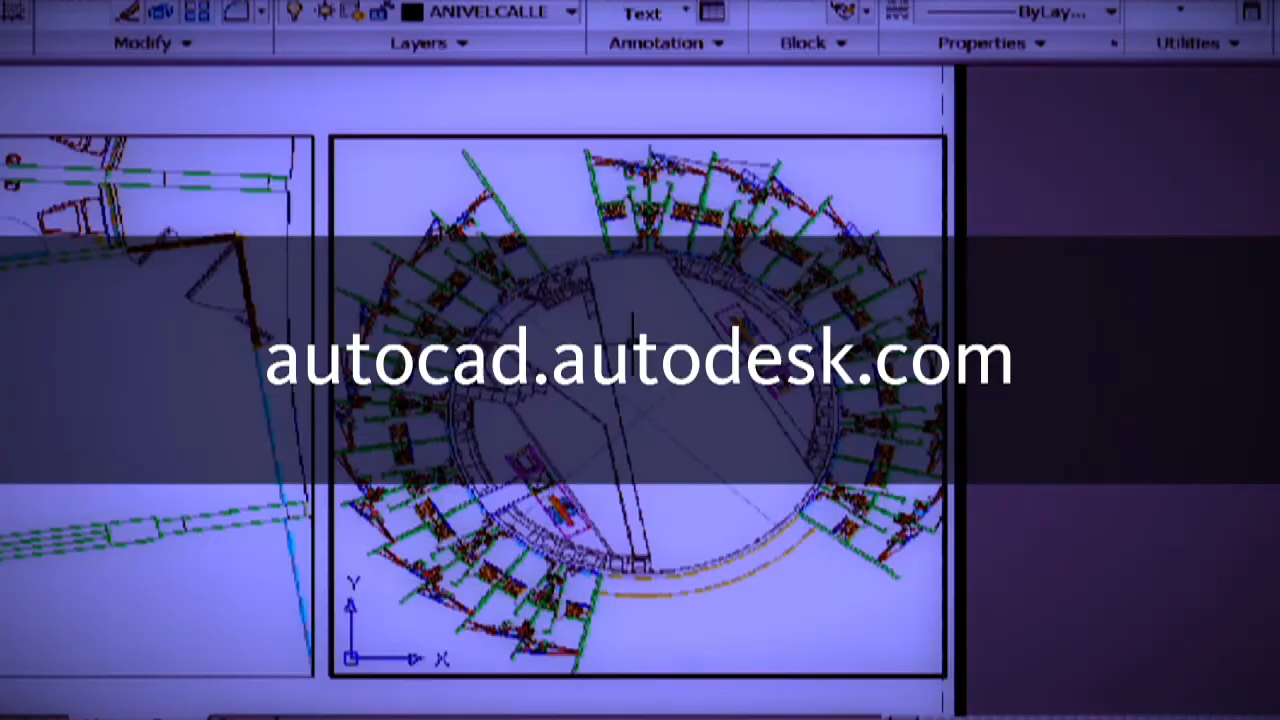 ANIVELCALLE
Text
ByLay...
Modify
Layers
Annotation
Block
Properties
Utilities
autocad.autodesk.com
Y
X